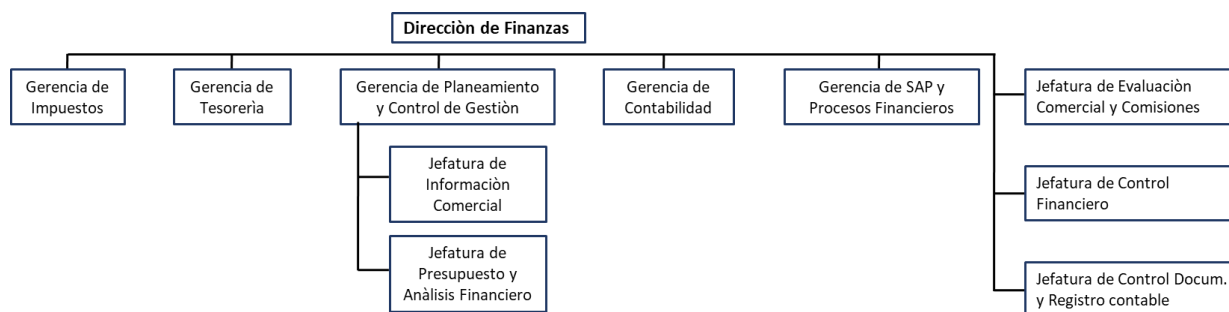 Direcciòn de Finanzas
Gerencia de
Impuestos
Gerencia de
Tesorerìa
Gerencia de Planeamiento
y Control de Gestiòn
Gerencia de
Contabilidad
Gerencia de SAP y
Procesos Financieros
Jefatura de Evaluaciòn
Comercial y Comisiones
Jefatura de
Informaciòn
Comercial
Jefatura de Control
Financiero
Jefatura de
Presupuesto y
Anàlisis Financiero
Jefatura de Control Docum.
y Registro contable